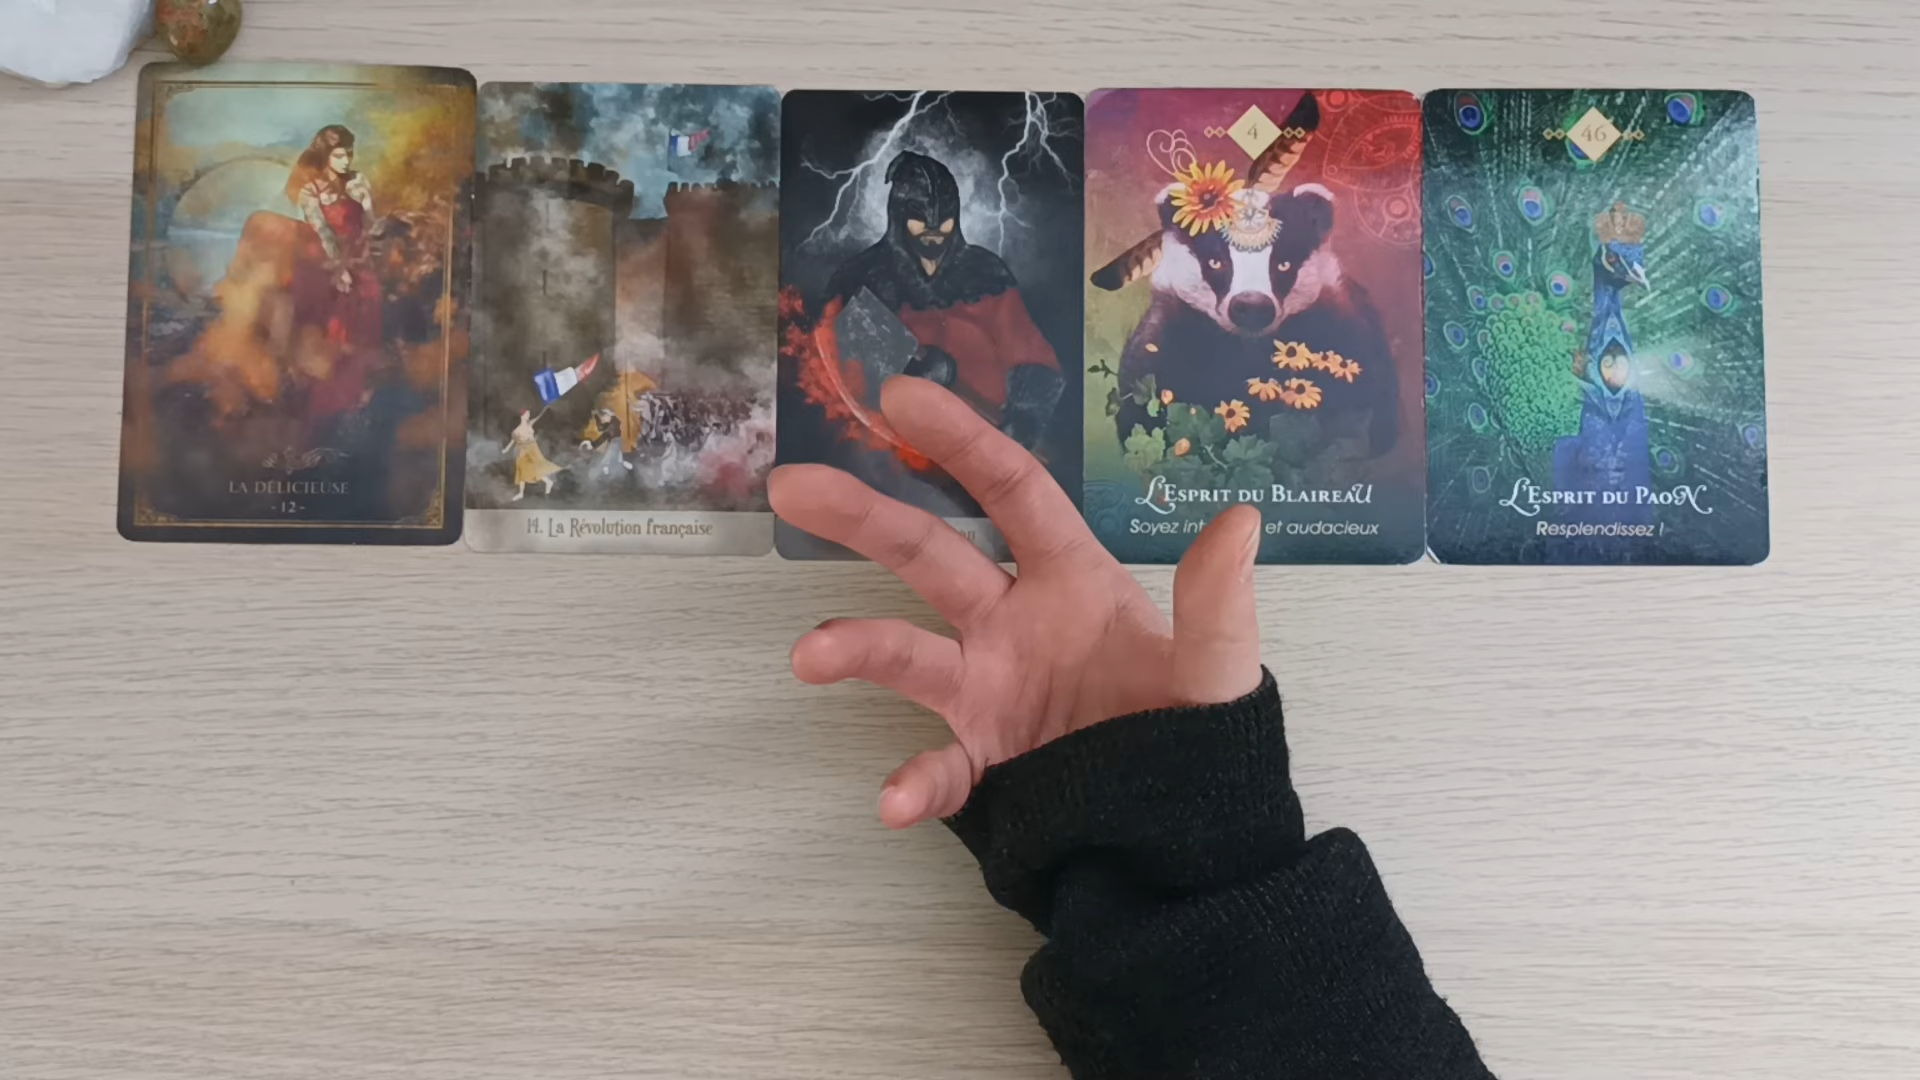 LA DÉLICIEUSE
-12-
14. La Révolution française
4
L'ESPRIT DU BLAIREAU
Soyez et audacieux
46
L'ESPRIT DU PAON
Resplendissez !